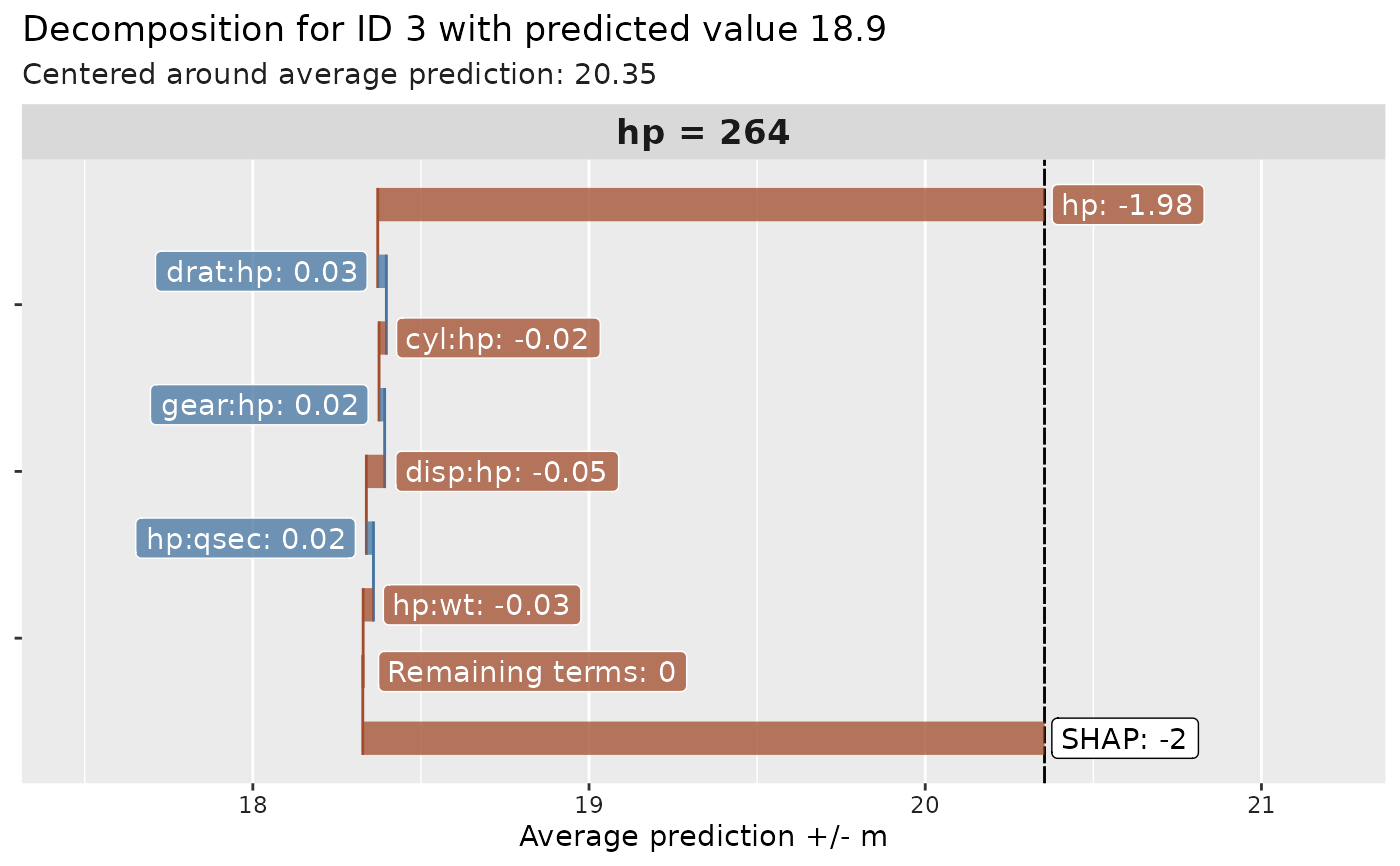 Decomposition for ID 3 with predicted value 18.9
Centered around average prediction: 20.35
hp = 264
hp: -1.98
drat:hp: 0.03
cyl:hp: -0.02
gear:hp: 0.02
disp:hp: -0.05
hp:qsec: 0.02
hp:wt: -0.03
Remaining terms: 0
SHAP: -2
18 19 20 21
Average prediction +/- m